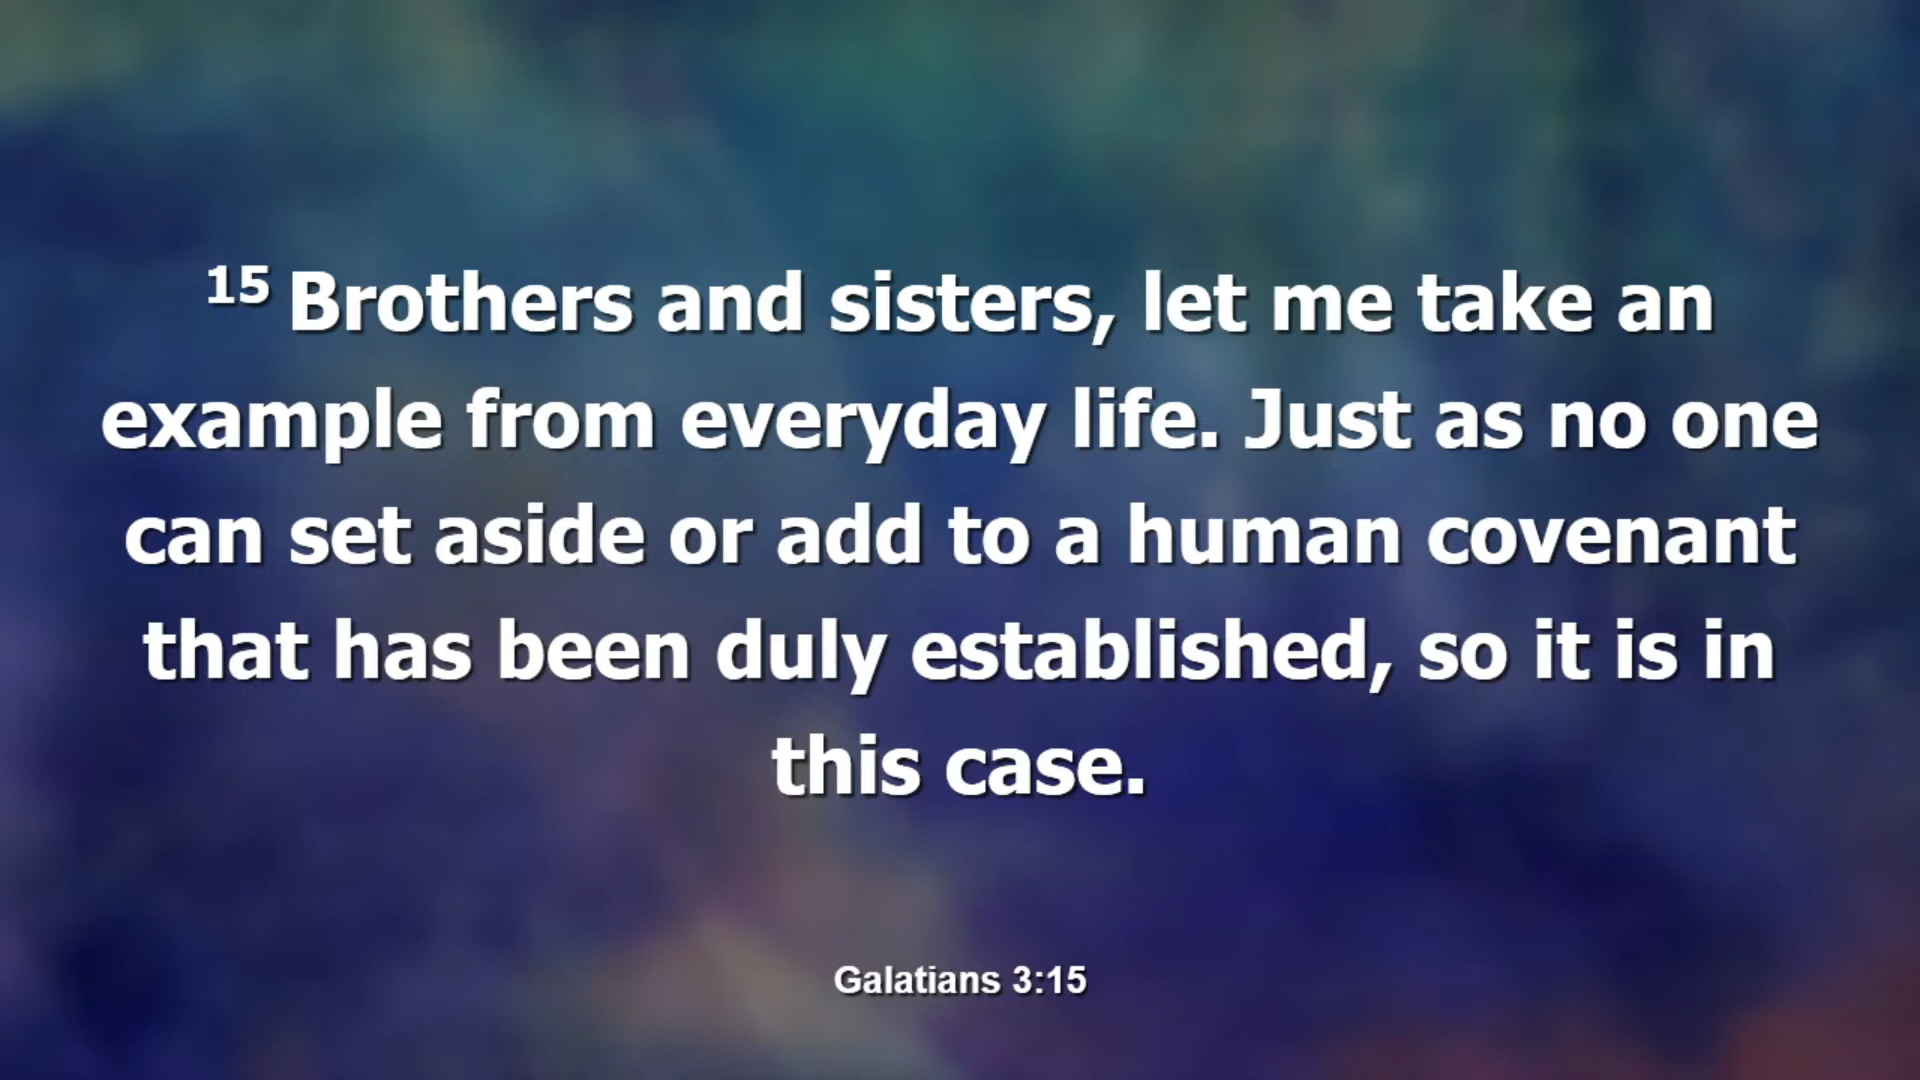 15 Brothers and sisters, let me take an
example from everyday life. Just as no one
can set aside or add to a human covenant
that has been duly established, so it is in
this case.
Galatians 3:15